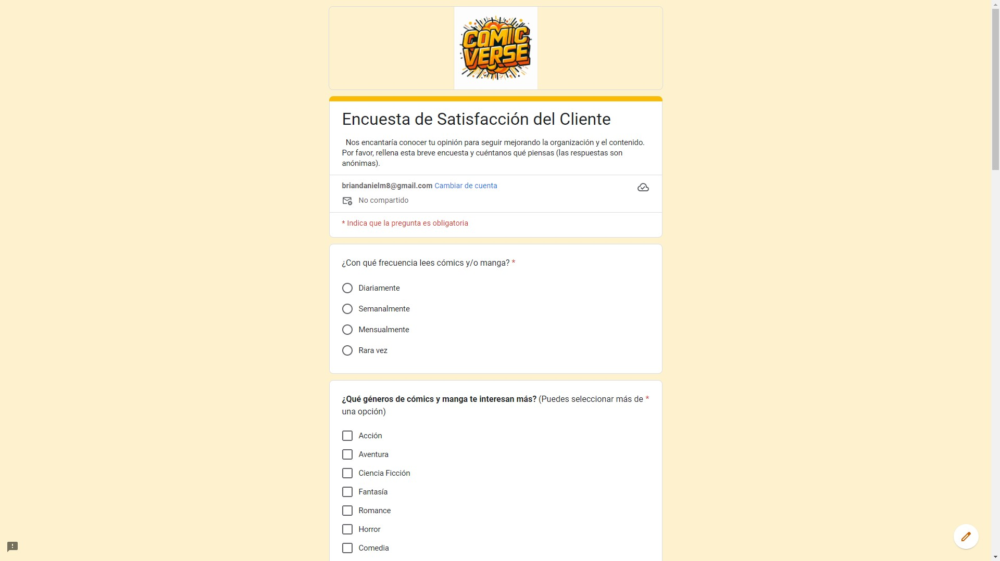 COMIC
VERSE
Encuesta de Satisfacción del Cliente
Nos encantaría conocer tu opinión para seguir mejorando la organización y el contenido.
Por favor, rellena esta breve encuesta y cuéntanos qué piensas (las respuestas son
anónimas).
briandanielm8@gmail.com Cambiar de cuenta
No compartido
* Indica que la pregunta es obligatoria
¿Con qué frecuencia lees cómics y/o manga? *
Diariamente
Semanalmente
Mensualmente
Rara vez
¿Qué géneros de cómics y manga te interesan más? (Puedes seleccionar más de *
una opción)
Acción
Aventura
Ciencia Ficción
Fantasía
Romance
Horror
Comedia